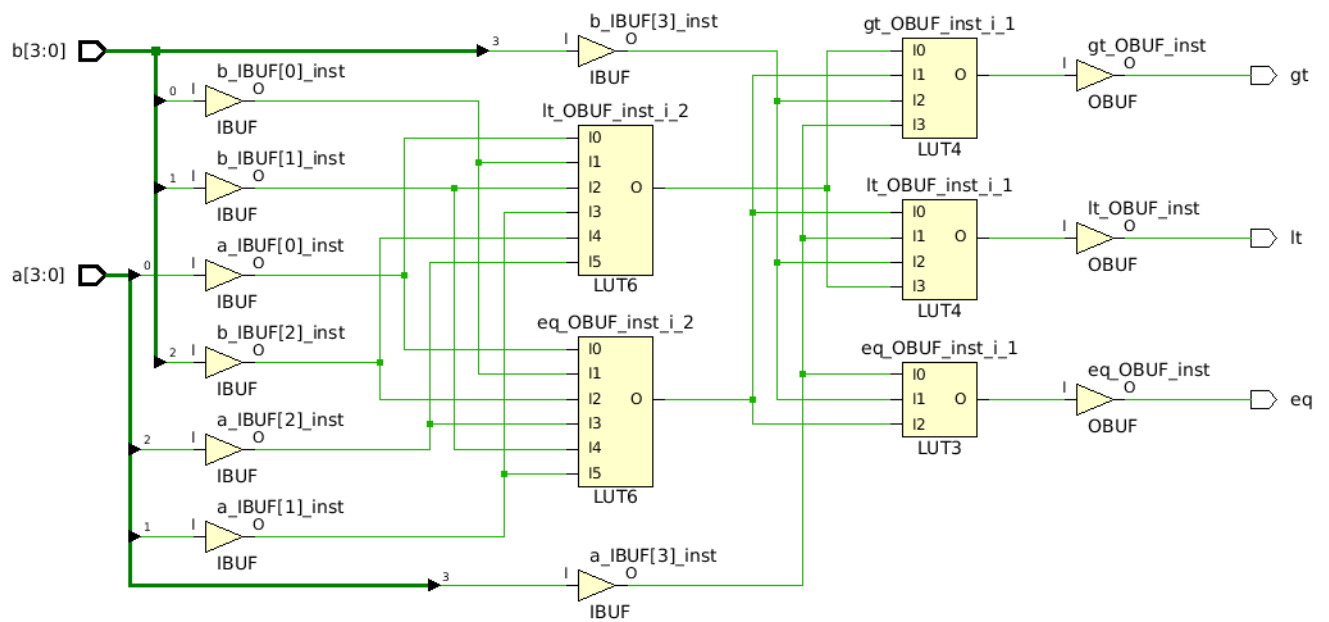 b[3:0]
3
I
b_IBUF[3]_inst
O
IBUF
gt_OBUF_inst_i_1
I0
I1
I2
I3
O
LUT4
I
gt_OBUF_inst
O
OBUF
gt
0
I
b_IBUF[0]_inst
O
IBUF
lt_OBUF_inst_i_2
I0
I1
I2
I3
I4
I5
O
LUT6
1
I
b_IBUF[1]_inst
O
IBUF
lt_OBUF_inst_i_1
I0
I1
I2
I3
O
LUT4
I
lt_OBUF_inst
O
OBUF
lt
a[3:0]
0
I
a_IBUF[0]_inst
O
IBUF
2
I
b_IBUF[2]_inst
O
IBUF
eq_OBUF_inst_i_2
I0
I1
I2
I3
I4
I5
O
LUT6
eq_OBUF_inst_i_1
I0
I1
I2
O
LUT3
I
eq_OBUF_inst
O
OBUF
eq
2
I
a_IBUF[2]_inst
O
IBUF
1
I
a_IBUF[1]_inst
O
IBUF
3
I
a_IBUF[3]_inst
O
IBUF